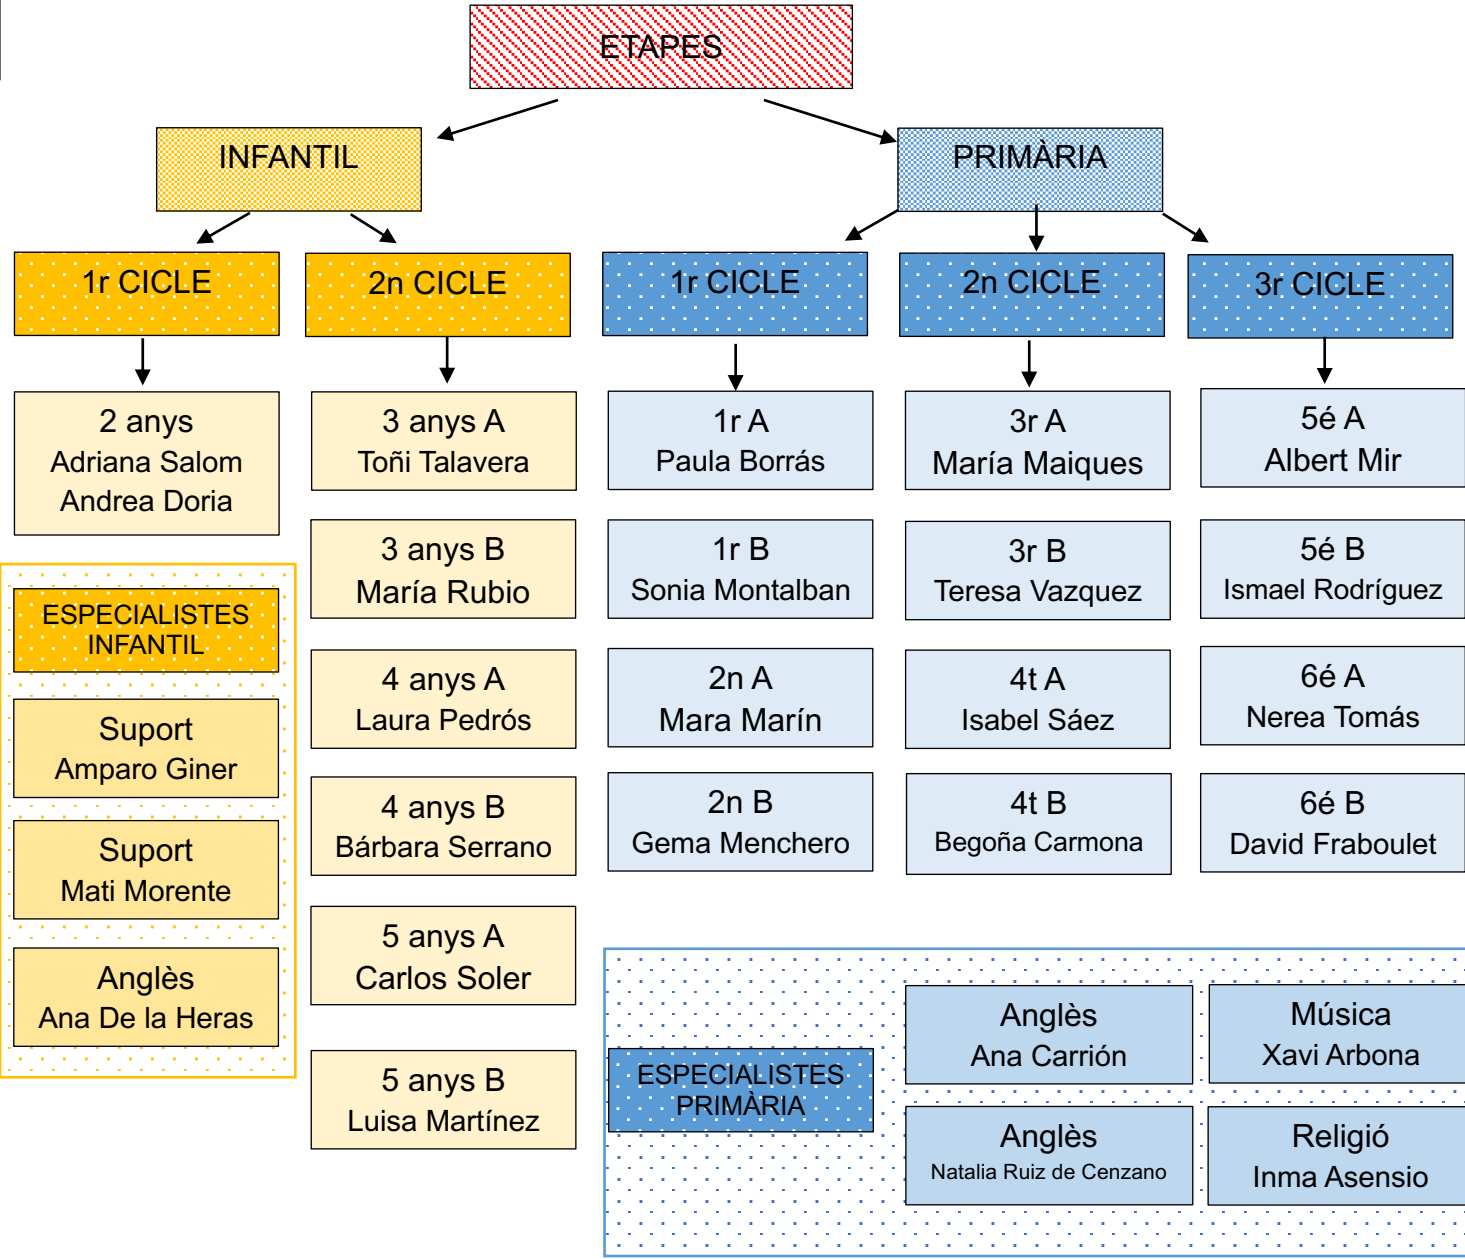 ETAPES
INFANTIL
PRIMÀRIA
1r CICLE
2n CICLE
1r CICLE
2n CICLE
3r CICLE
2 anys
Adriana Salom
Andrea Doria
3 anys A
Toñi Talavera
1r A
Paula Borrás
3r A
María Maiques
5é A
Albert Mir
3 anys B
María Rubio
1r B
Sonia Montalban
3r B
Teresa Vazquez
5é B
Ismael Rodríguez
4 anys A
Laura Pedrós
2n A
Mara Marín
4t A
Isabel Sáez
6é A
Nerea Tomás
4 anys B
Bárbara Serrano
2n B
Gema Menchero
4t B
Begoña Carmona
6é B
David Fraboulet
5 anys A
Carlos Soler
5 anys B
Luisa Martínez
ESPECIALISTES
INFANTIL
Suport
Amparo Giner
Suport
Mati Morente
Anglès
Ana De la Heras
ESPECIALISTES
PRIMÀRIA
Anglès
Ana Carrión
Música
Xavi Arbona
Anglès
Natalia Ruiz de Cenzano
Religió
Inma Asensio